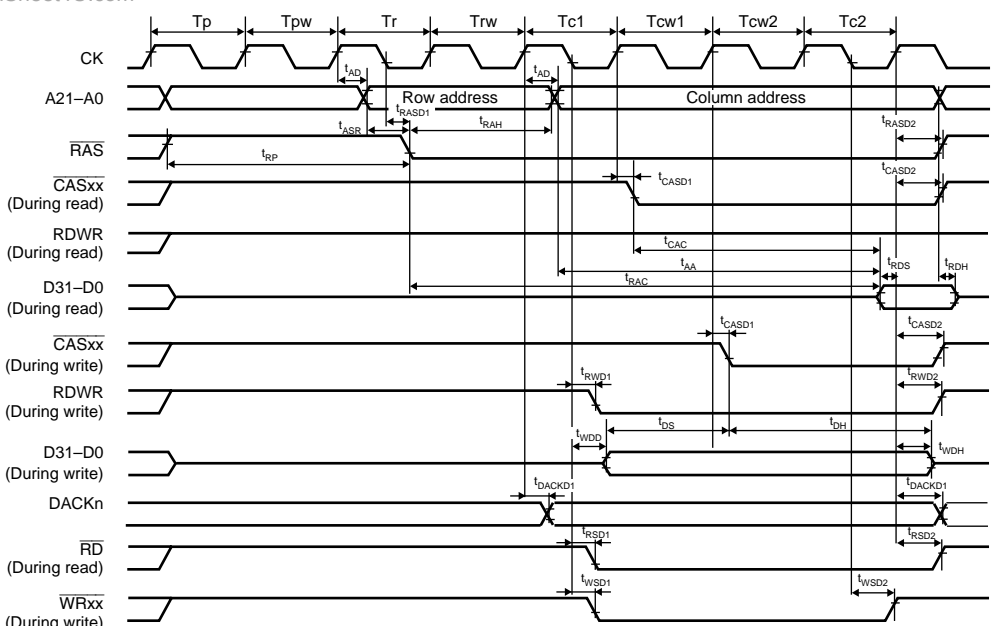 Tp Tpw Tr Trw Tc1 Tcw1 Tcw2 Tc2
CK
tAD tAD
A21–A0 Row address Column address
tRASD1 tRASD2
tASR tRAH
RAS
tRP
CASxx tCASD1 tCASD2
(During read)
RDWR
(During read) tCAC
tAA tRDS tRDH
tRAC
D31–D0
(During read)
tCASD1 tCASD2
CASxx
(During write)
RDWR tRWD1 tRWD2
(During write)
tDS tDH
tWDD tWDH
D31–D0
(During write)
tDACKD1 tDACKD1
DACKn
tRSD1 tRSD2
RD
(During read)
tWSD1 tWSD2
WRxx
(During write)